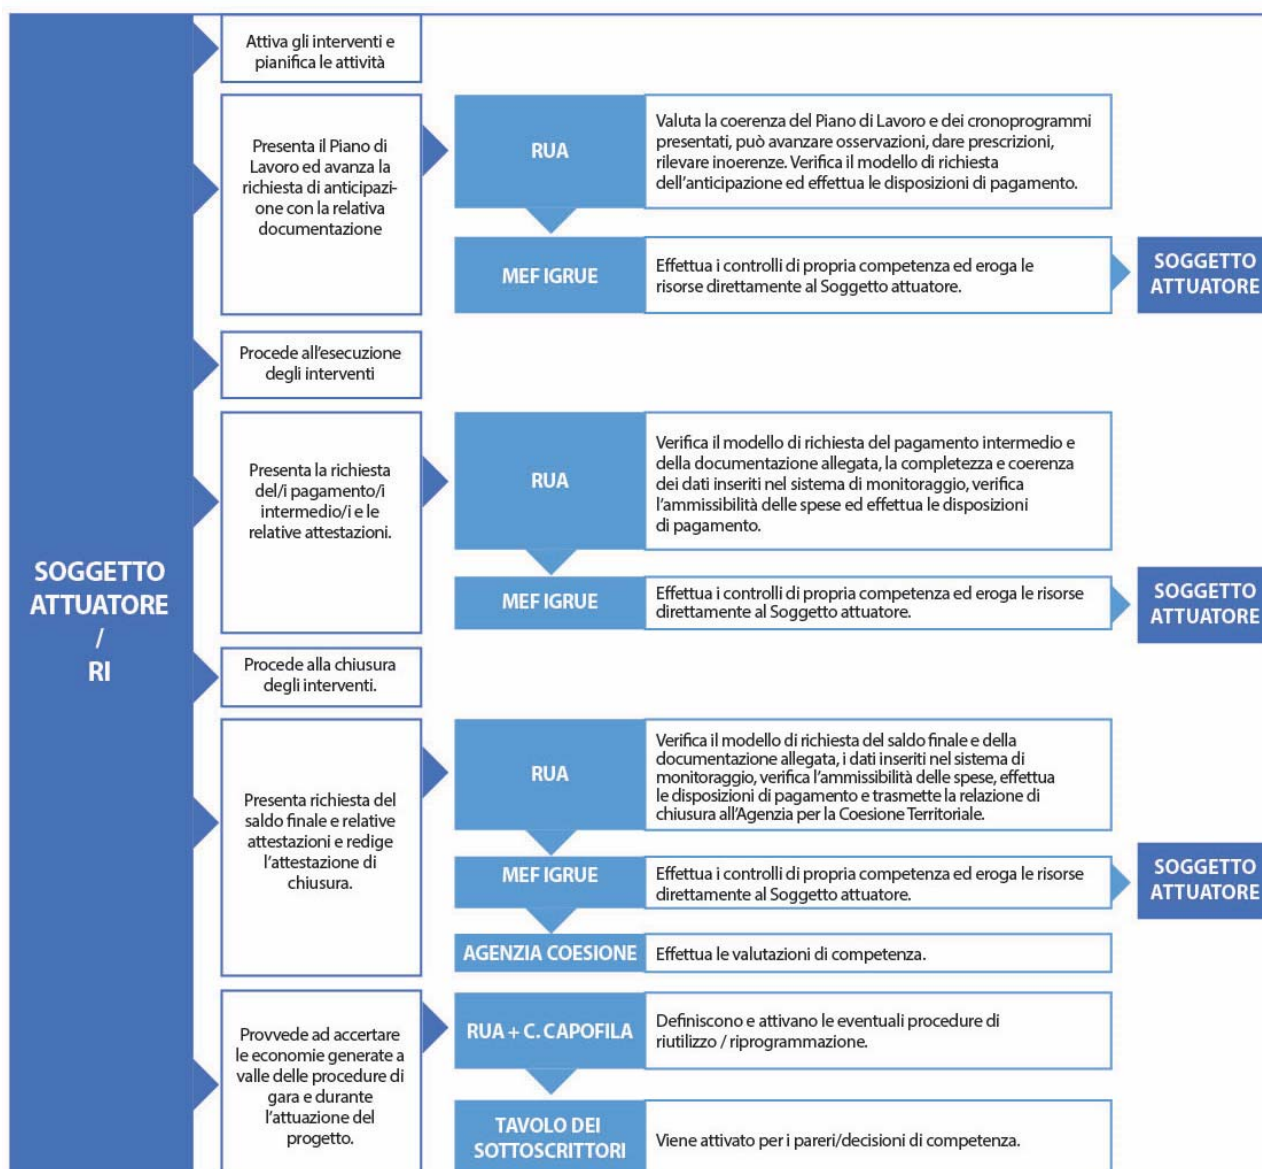 SOGGETTO
ATTUATORE
/
RI
Attiva gli interventi e
pianifica le attività
Presenta il Piano di
Lavoro ed avanza la
richiesta di anticipazi-
one con la relativa
documentazione
RUA
Valuta la coerenza del Piano di Lavoro e dei cronoprogrammi
presentati, può avanzare osservazioni, dare prescrizioni,
rilevare inoerenze. Verifica il modello di richiesta
dell'anticipazione ed effettua le disposizioni di pagamento.
MEF IGRUE
Effettua i controlli di propria competenza ed eroga le
risorse direttamente al Soggetto attuatore.
SOGGETTO
ATTUATORE
Procede all'esecuzione
degli interventi
Presenta la richiesta
del/i pagamento/i
intermedio/i e le
relative attestazioni.
RUA
Verifica il modello di richiesta del pagamento intermedio e
della documentazione allegata, la completezza e coerenza
dei dati inseriti nel sistema di monitoraggio, verifica
l'ammissibilità delle spese ed effettua le disposizioni
di pagamento.
MEF IGRUE
Effettua i controlli di propria competenza ed eroga le risorse
direttamente al Soggetto attuatore.
SOGGETTO
ATTUATORE
Procede alla chiusura
degli interventi.
Presenta richiesta del
saldo finale e relative
attestazioni e redige
l'attestazione di
chiusura.
RUA
Verifica il modello di richiesta del saldo finale e della
documentazione allegata, i dati inseriti nel sistema di
monitoraggio, verifica l'ammissibilità delle spese, effettua
le disposizioni di pagamento e trasmette la relazione di
chiusura all'Agenzia per la Coesione Territoriale.
MEF IGRUE
Effettua i controlli di propria competenza ed eroga le risorse
direttamente al Soggetto attuatore.
SOGGETTO
ATTUATORE
AGENZIA COESIONE
Effettua le valutazioni di competenza.
Provvede ad accertare
le economie generate a
valle delle procedure di
gara e durante
l'attuazione del
progetto.
RUA + C. CAPOFILA
Definiscono e attivano le eventuali procedure di
riutilizzo / riprogrammazione.
TAVOLO DEI
SOTTOSCRITTORI
Viene attivato per i pareri/decisioni di competenza.